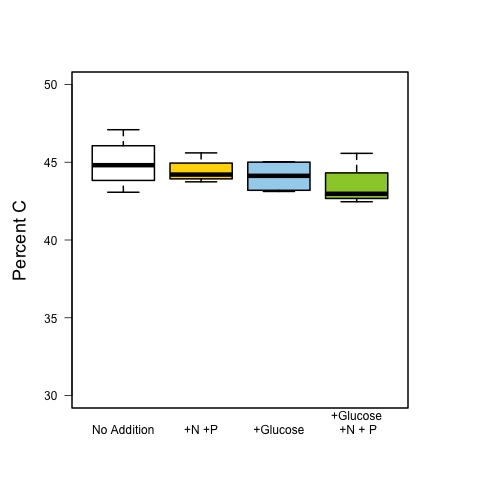 50
45
40
35
30
Percent C
No Addition
+N +P
+Glucose
+Glucose
+N + P